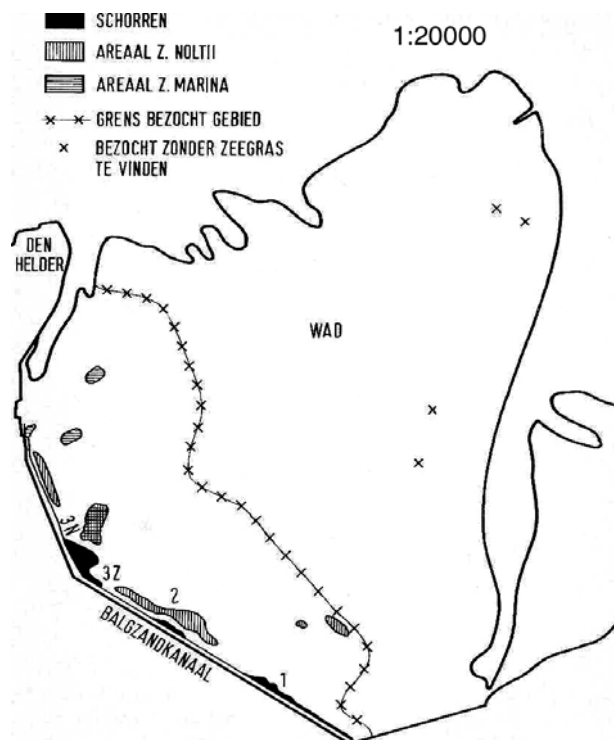 SCHORREN
1:20000
AREAAL Z. NOLTII
AREAAL Z. MARINA
GRENS BEZOCHT GEBIED
BEZOCHT ZONDER ZEEGRAS
TE VINDEN
DEN
HELDER
WAD
3N
3Z
2
BALGZANDKANAAL
1